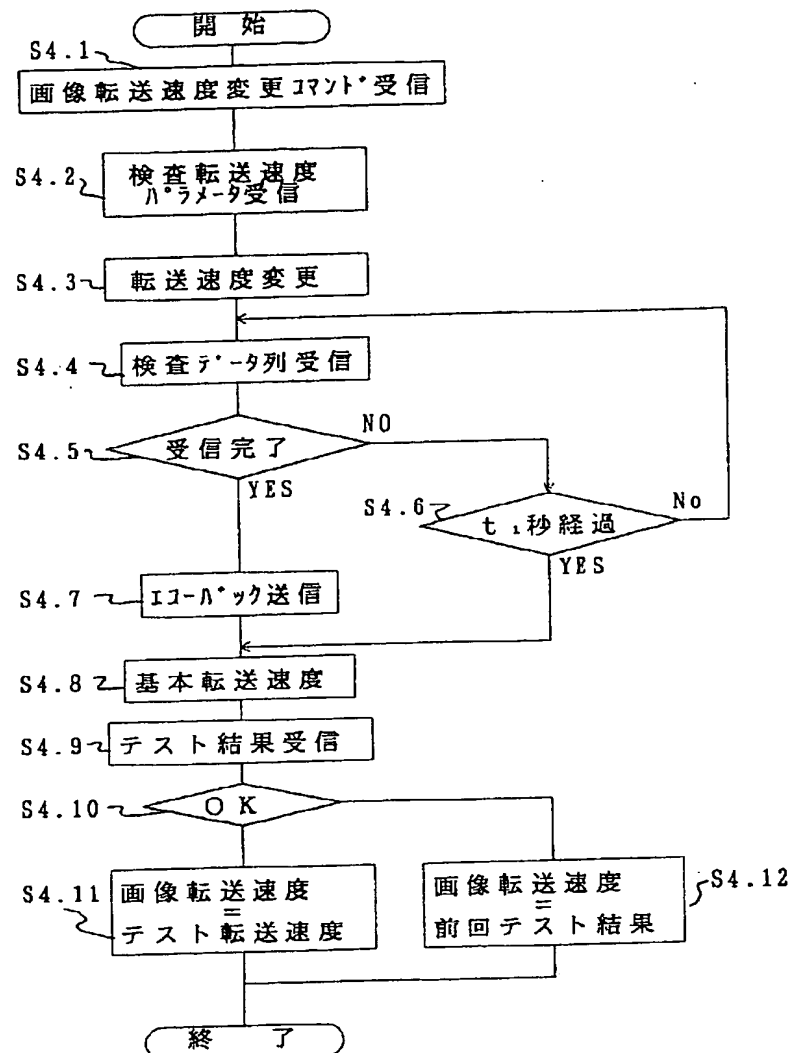 開始
S4.1
画像転送速度変更コマンド受信
S4.2
検査転送速度
パラメータ受信
S4.3
転送速度変更
S4.4
検査データ列受信
S4.5
受信完了
NO
YES
S4.6
t₁秒経過
No
YES
S4.7
エコーバック送信
S4.8
基本転送速度
S4.9
テスト結果受信
S4.10
OK
S4.11
画像転送速度
=
テスト転送速度
S4.12
画像転送速度
=
前回テスト結果
終了